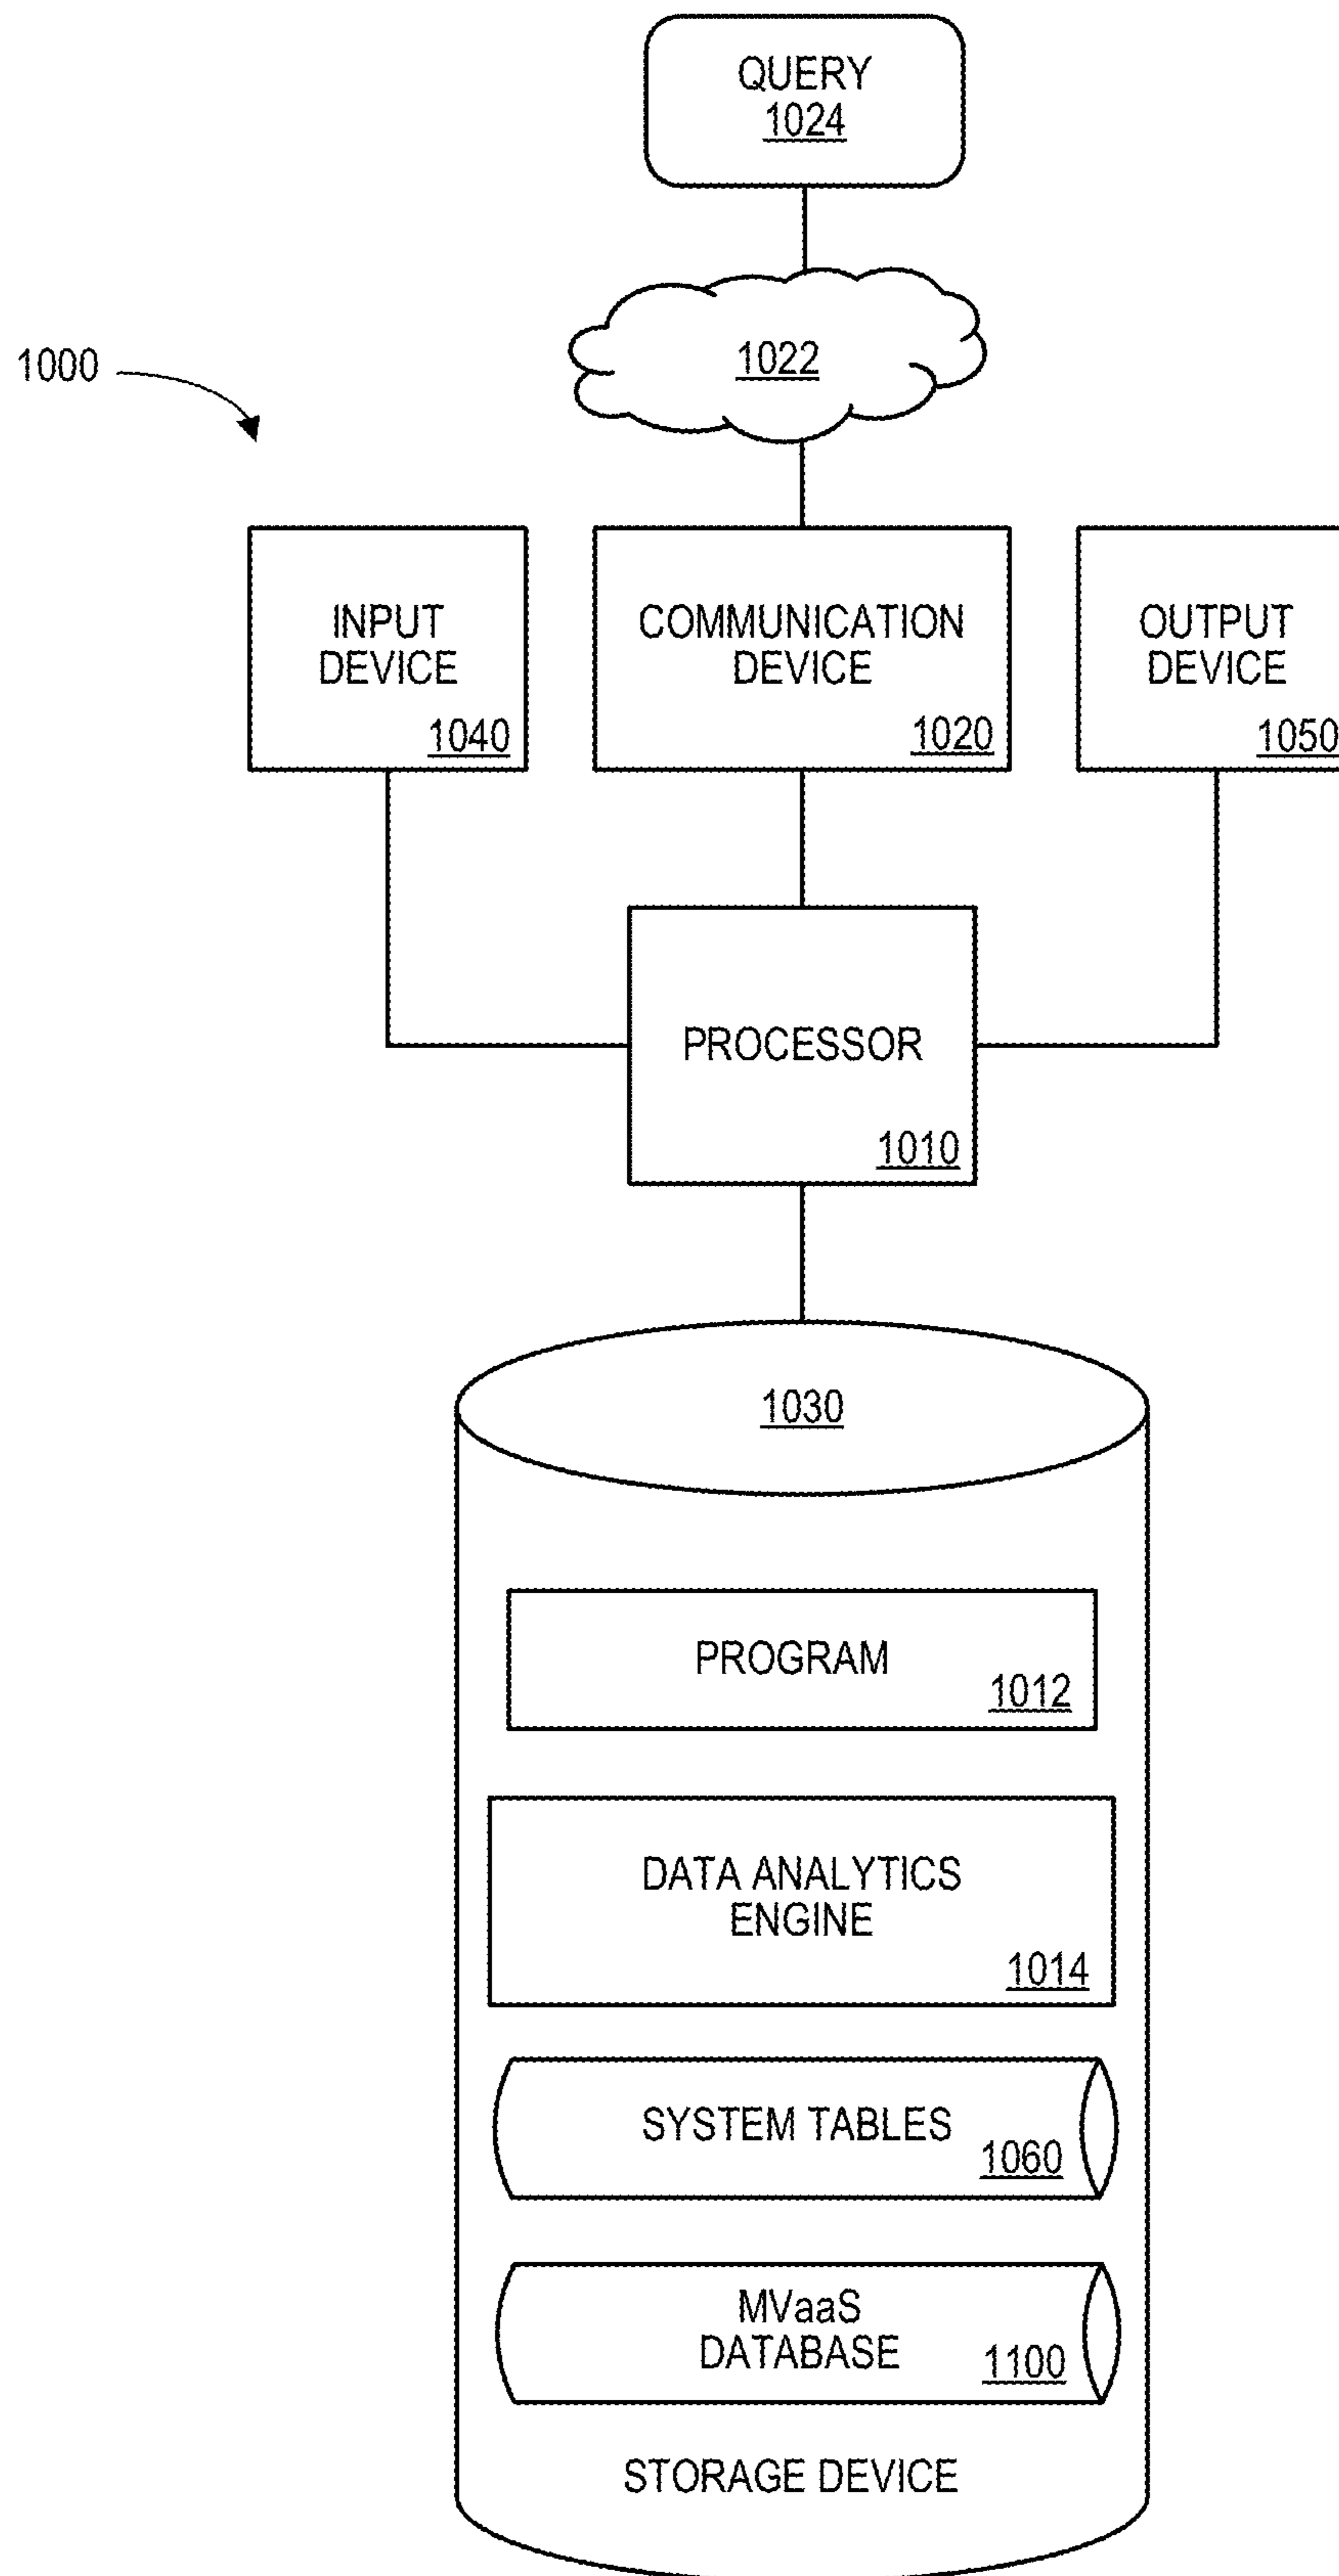 QUERY
1024
1022
1000
INPUT
DEVICE
1040
COMMUNICATION
DEVICE
1020
OUTPUT
DEVICE
1050
PROCESSOR
1010
1030
PROGRAM
1012
DATA ANALYTICS
ENGINE
1014
SYSTEM TABLES
1060
MVaaS
DATABASE
1100
STORAGE DEVICE